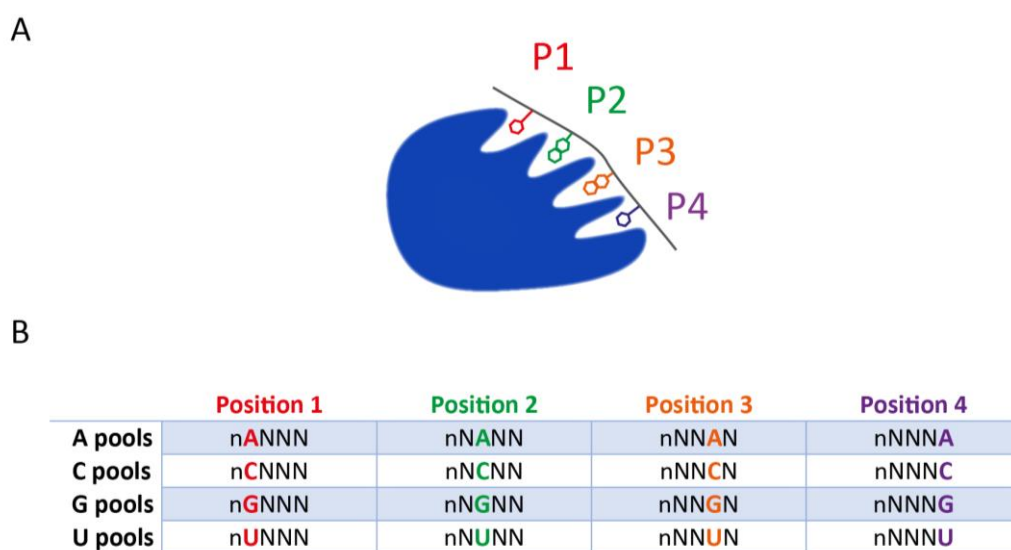 A
P1
P2
P3
P4
B
Position 1 Position 2 Position 3 Position 4
A pools nANNN nNANN nNNAN nNNNA
C pools nCNNN nNCNN nNNCN nNNNC
G pools nGNNN nNGNN nNNGN nNNNG
U pools nUNNN nNUNN nNNUN nNNNU